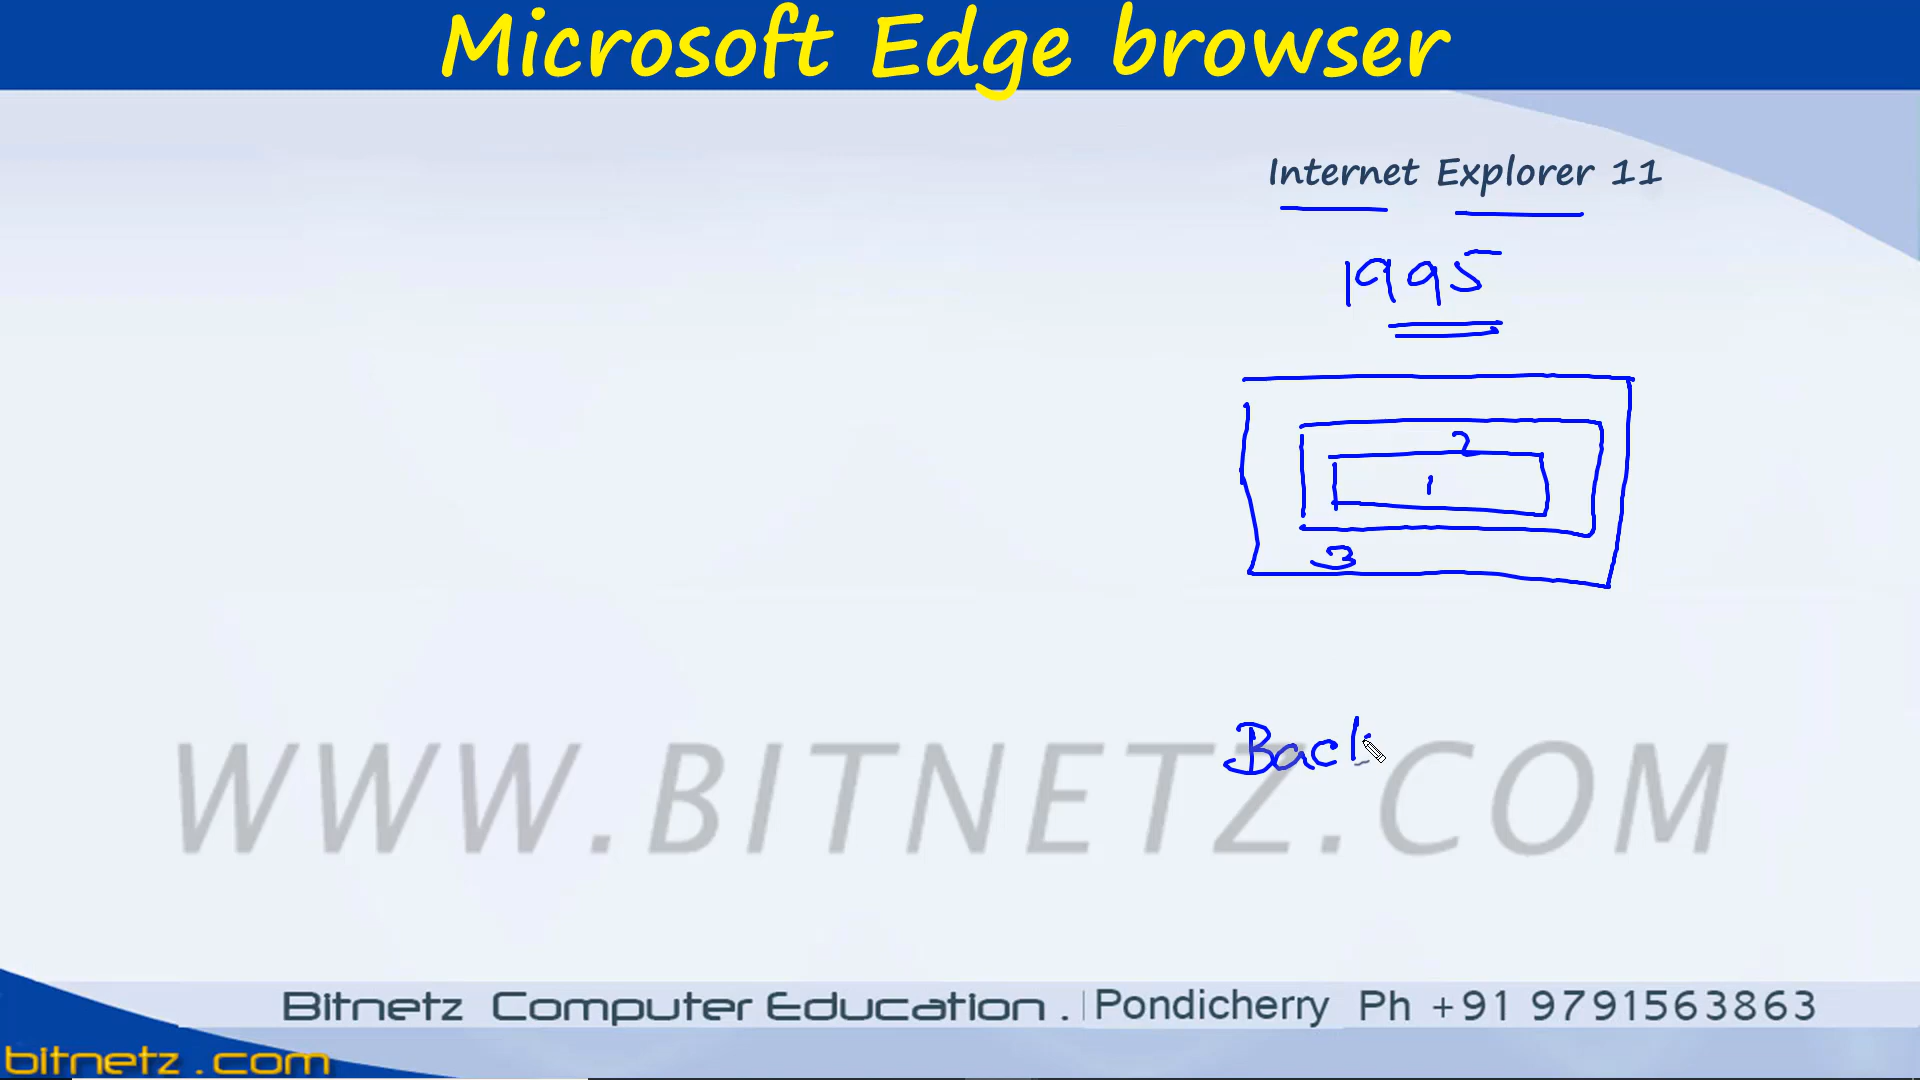 Microsoft Edge browser
Internet Explorer 11
1995
2
1
3
Back
WWW.BITNETZ.COM
Bitnetz Computer Education . Pondicherry Ph +91 9791563863
bitnetz .com